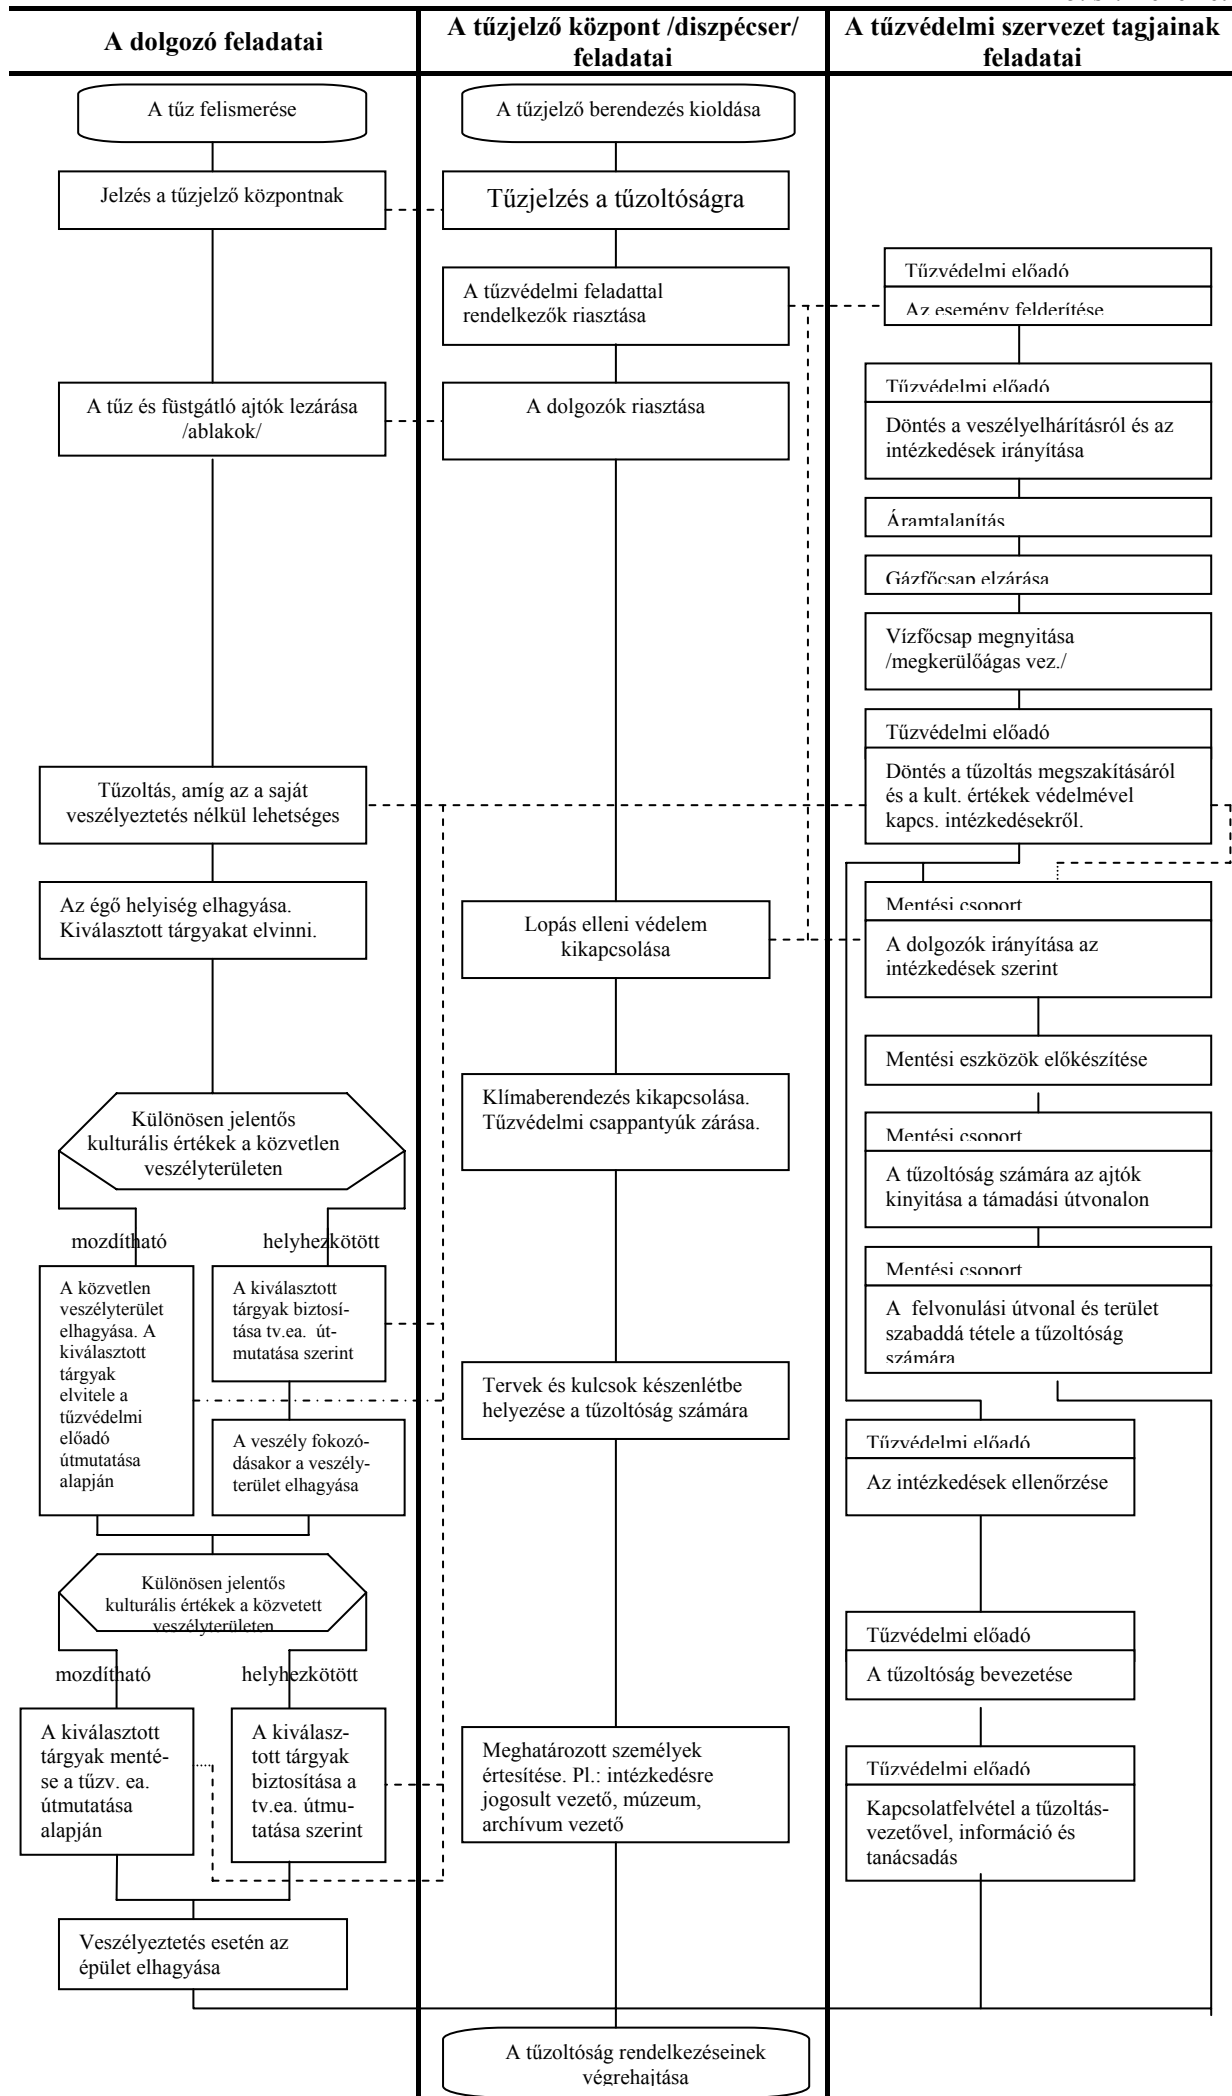 A dolgozó feladatai
A tűzjelző központ /diszpécser/
feladatai
A tűzvédelmi szervezet tagjainak
feladatai
A tűz felismerése
Jelzés a tűzjelző központnak
A tűz és füstgátló ajtók lezárása
/ablakok/
Tűzoltás, amíg az a saját
veszélyeztetés nélkül lehetséges
Az égő helyiség elhagyása.
Kiválasztott tárgyakat elvinni.
Különösen jelentős
kulturális értékek a közvetlen
veszélyterületen
mozdítható
helyhezkötött
A közvetlen
veszélyterület
elhagyása. A
kiválasztott
tárgyak
elvitele a
tűzvédelmi
előadó
útmutatása
alapján
A kiválasztott
tárgyak biztosí-
tása tv.ea. út-
mutatása szerint
A veszély fokozó-
dásakor a veszély-
terület elhagyása
Különösen jelentős
kulturális értékek a közvetett
veszélyterületen
mozdítható
helyhezkötött
A kiválasztott
tárgyak menté-
se a tűzv. ea.
útmutatása
alapján
A kiválasz-
tott tárgyak
biztosítása a
tv.ea. útmu-
tatása szerint
Veszélyeztetés esetén az
épület elhagyása
A tűzjelző berendezés kioldása
Tűzjelzés a tűzoltóságra
A tűzvédelmi feladattal
rendelkezők riasztása
A dolgozók riasztása
Lopás elleni védelem
kikapcsolása
Klímaberendezés kikapcsolása.
Tűzvédelmi csappantyúk zárása.
Tervek és kulcsok készenlétbe
helyezése a tűzoltóság számára
Meghatározott személyek
értesítése. Pl.: intézkedésre
jogosult vezető, múzeum,
archívum vezető
A tűzoltóság rendelkezéseinek
végrehajtása
Tűzvédelmi előadó
Az esemény felderítése
Tűzvédelmi előadó
Döntés a veszélyelhárításról és az
intézkedések irányítása
Áramtalanítás
Gázfőcsap elzárása
Vízfőcsap megnyitása
/megkerülőágas vez./
Tűzvédelmi előadó
Döntés a tűzoltás megszakításáról
és a kult. értékek védelmével
kapcs. intézkedésekről.
Mentési csoport
A dolgozók irányítása az
intézkedések szerint
Mentési eszközök előkészítése
Mentési csoport
A tűzoltóság számára az ajtók
kinyitása a támadási útvonalon
Mentési csoport
A felvonulási útvonal és terület
szabaddá tétele a tűzoltóság
számára
Tűzvédelmi előadó
Az intézkedések ellenőrzése
Tűzvédelmi előadó
A tűzoltóság bevezetése
Tűzvédelmi előadó
Kapcsolatfelvétel a tűzoltás-
vezetővel, információ és
tanácsadás